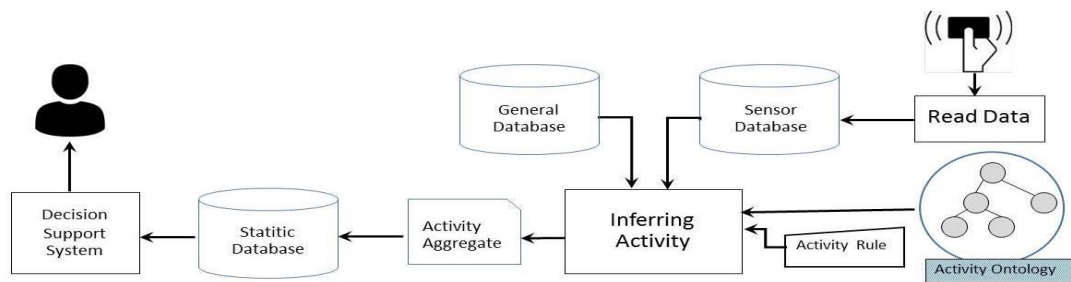 General
Database
Sensor
Database
Read Data
Decision
Support
System
Statitic
Database
Activity
Aggregate
Inferring
Activity
Activity Rule
Activity Ontology